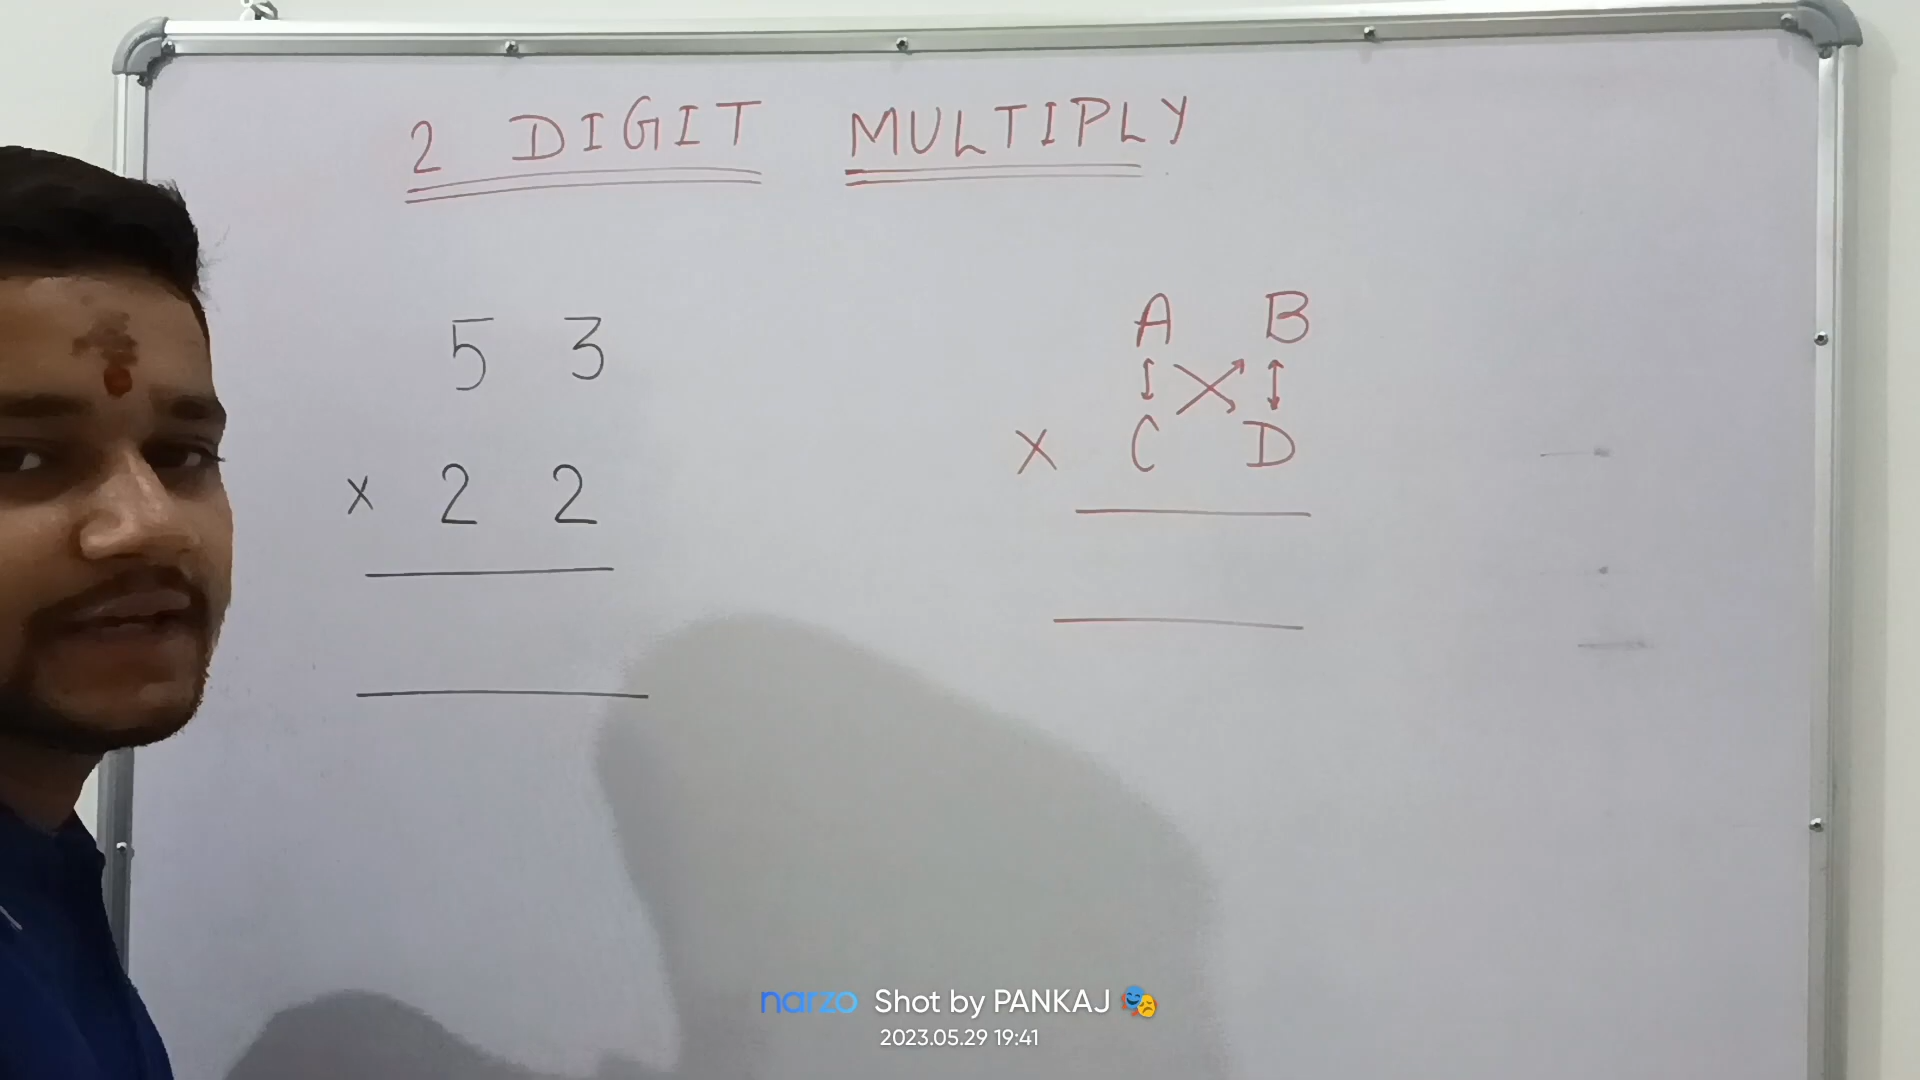 2 DIGIT MULTIPLY
5 3
x 2 2
A B
X C D
narzo Shot by PANKAJ 🎭
2023.05.29 19:41